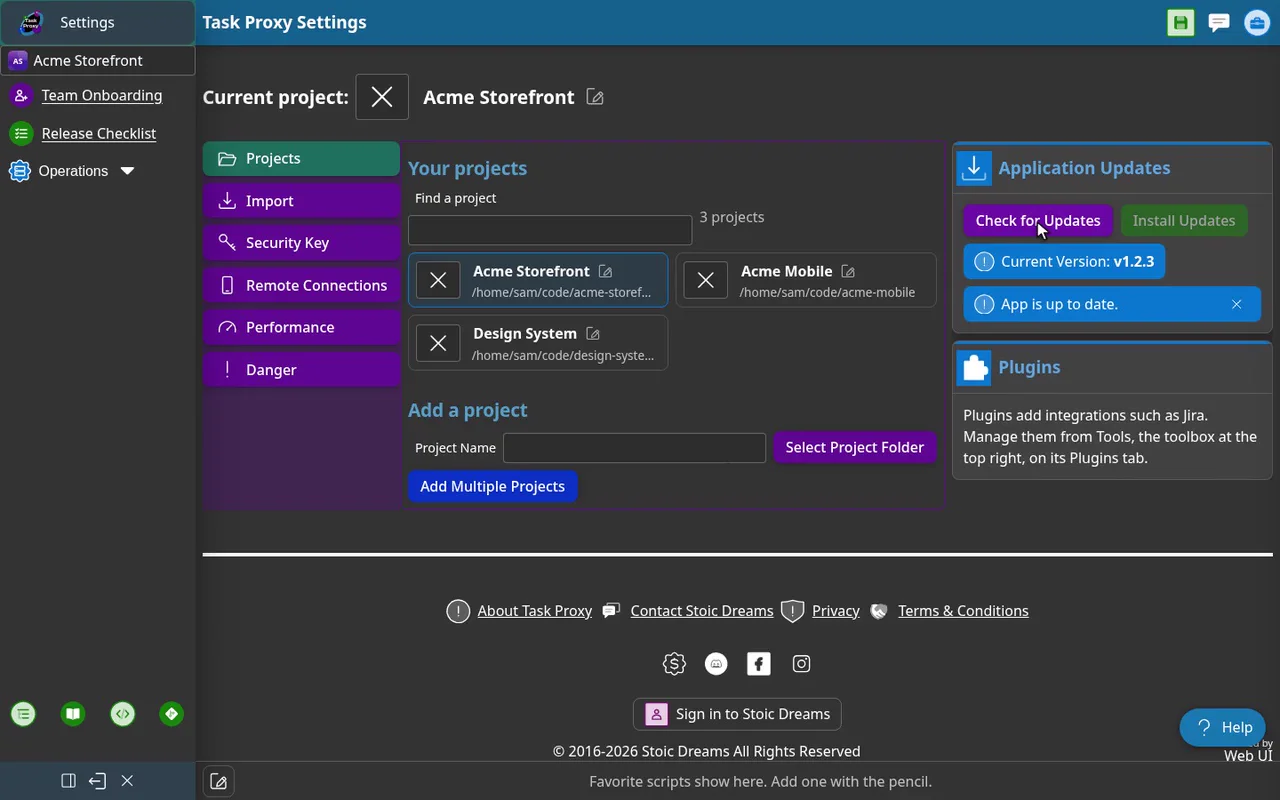 Settings
Task Proxy Settings
AS Acme Storefront
Team Onboarding
Release Checklist
Operations
Current project:
Acme Storefront
Projects
Import
Security Key
Remote Connections
Performance
Danger
Your projects
Find a project
3 projects
Acme Storefront
/home/sam/code/acme-storef...
Acme Mobile
/home/sam/code/acme-mobile
Design System
/home/sam/code/design-syste...
Add a project
Project Name
Select Project Folder
Add Multiple Projects
Application Updates
Check for Updates
Install Updates
Current Version: v1.2.3
App is up to date.
Plugins
Plugins add integrations such as Jira.
Manage them from Tools, the toolbox at the
top right, on its Plugins tab.
About Task Proxy
Contact Stoic Dreams
Privacy
Terms & Conditions
Sign in to Stoic Dreams
© 2016-2026 Stoic Dreams All Rights Reserved
Help
by
Web UI
Favorite scripts show here. Add one with the pencil.